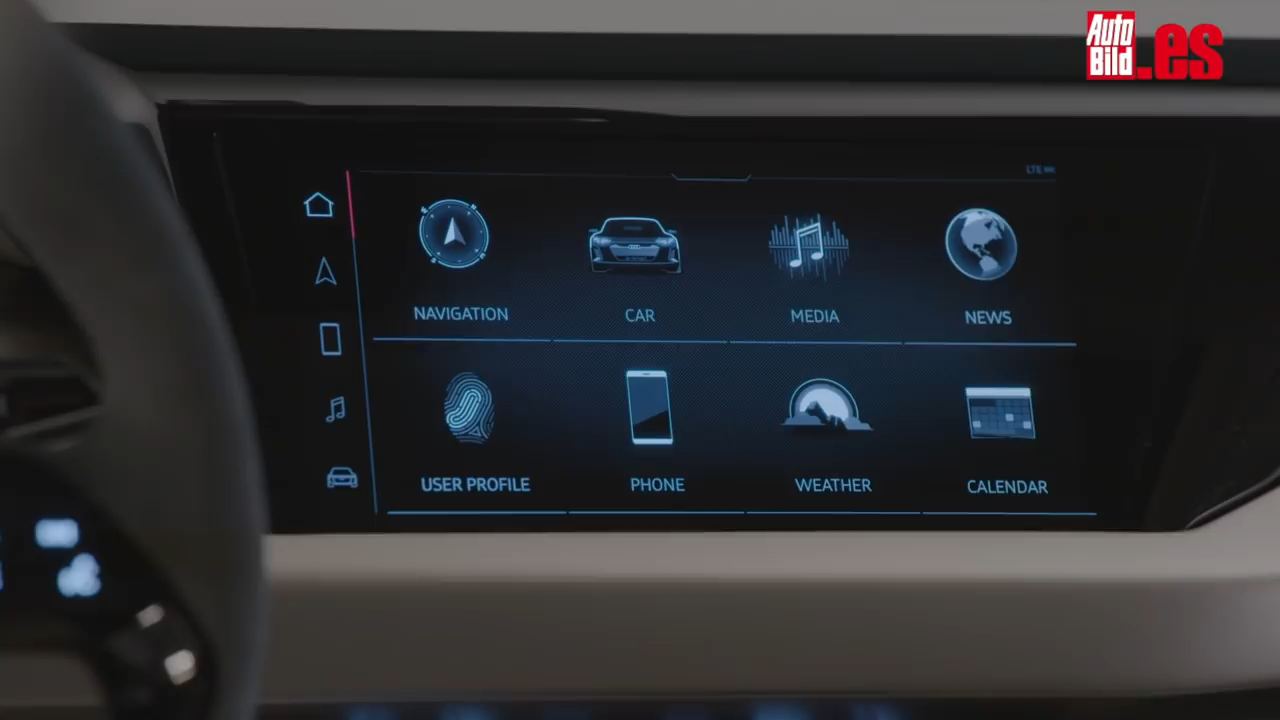 Auto
Bild.es
LTE
NAVIGATION
CAR
MEDIA
NEWS
USER PROFILE
PHONE
WEATHER
CALENDAR